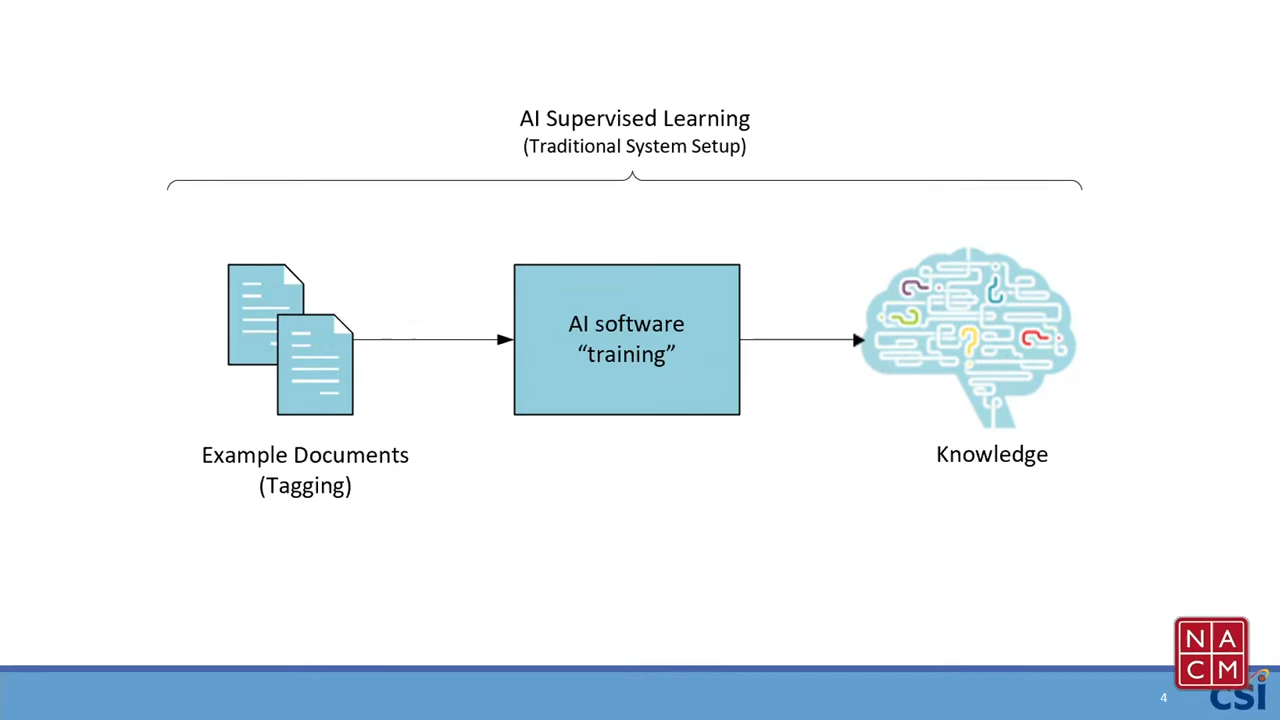 AI Supervised Learning
(Traditional System Setup)
AI software
“training”
Example Documents
(Tagging)
Knowledge
N A
C M
4
csi